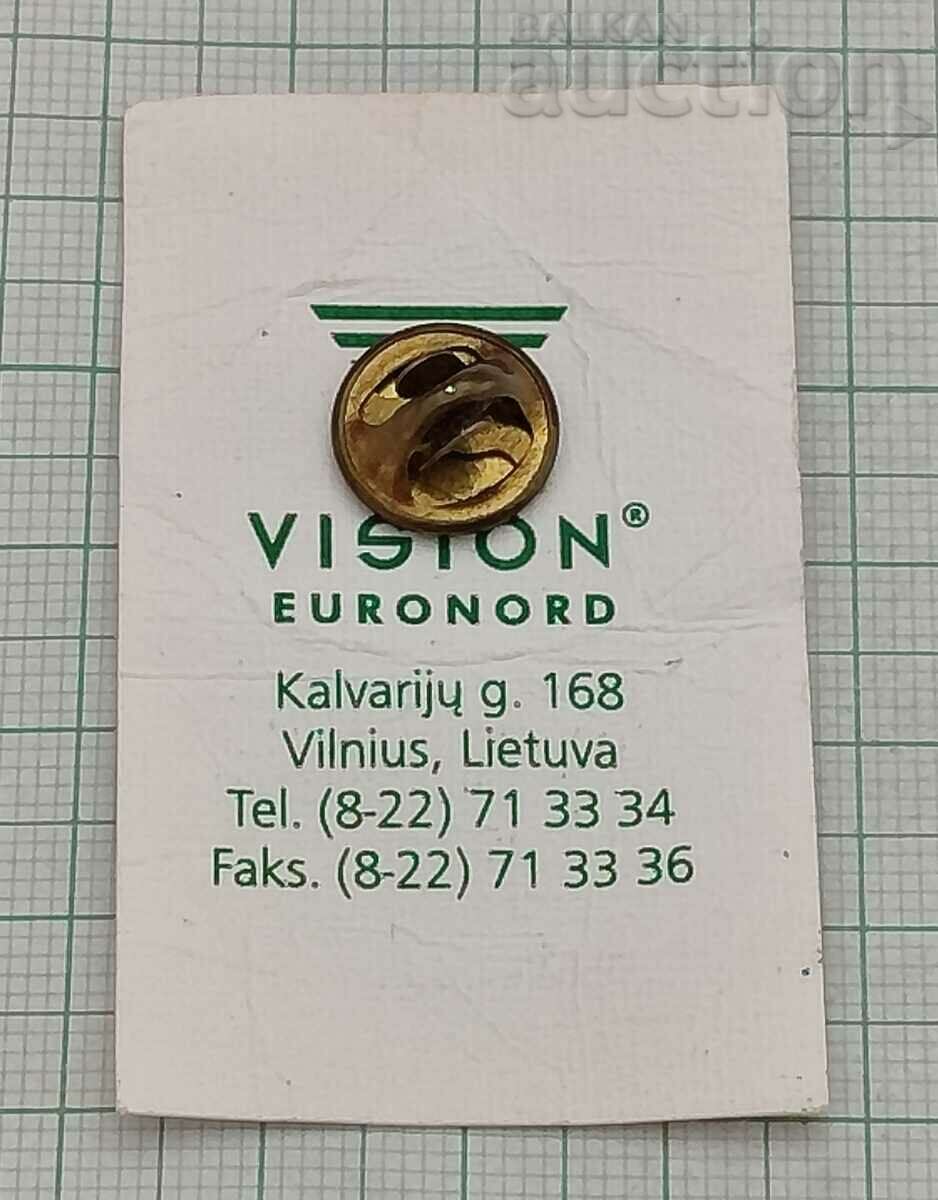 BALKAN
auction
VISION®
EURONORD
Kalvarijų g. 168
Vilnius, Lietuva
Tel. (8-22) 71 33 34
Faks. (8-22) 71 33 36